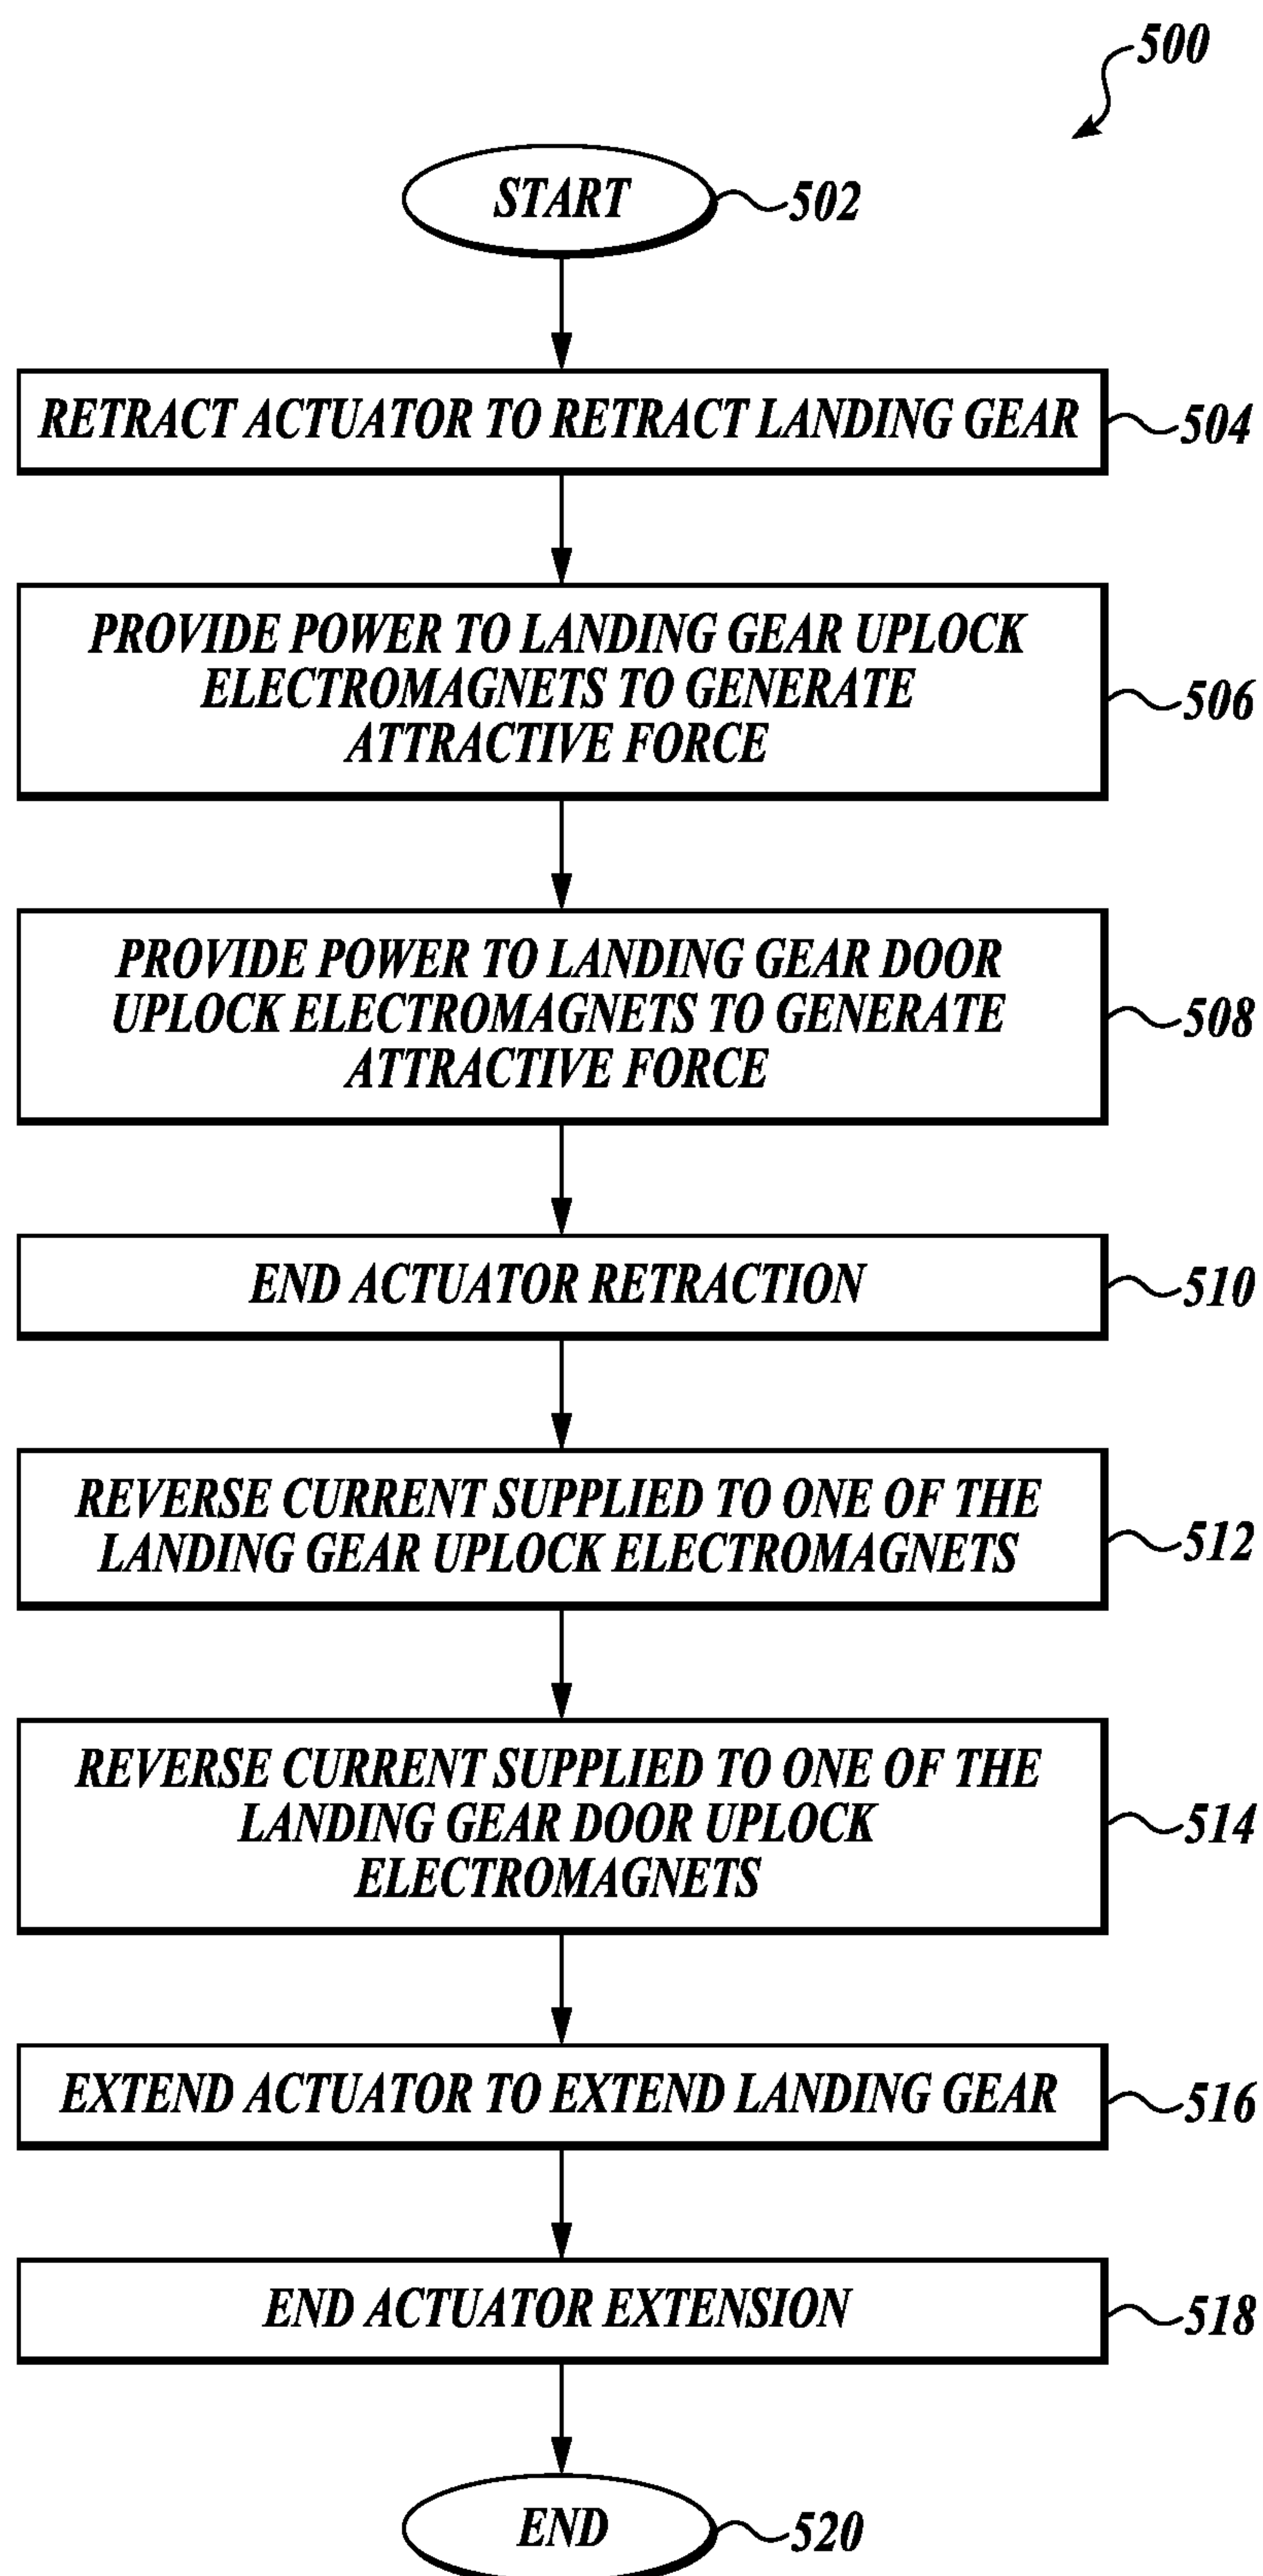 500
START
502
RETRACT ACTUATOR TO RETRACT LANDING GEAR
504
PROVIDE POWER TO LANDING GEAR UPLOCK
ELECTROMAGNETS TO GENERATE
ATTRACTIVE FORCE
506
PROVIDE POWER TO LANDING GEAR DOOR
UPLOCK ELECTROMAGNETS TO GENERATE
ATTRACTIVE FORCE
508
END ACTUATOR RETRACTION
510
REVERSE CURRENT SUPPLIED TO ONE OF THE
LANDING GEAR UPLOCK ELECTROMAGNETS
512
REVERSE CURRENT SUPPLIED TO ONE OF THE
LANDING GEAR DOOR UPLOCK
ELECTROMAGNETS
514
EXTEND ACTUATOR TO EXTEND LANDING GEAR
516
END ACTUATOR EXTENSION
518
END
520